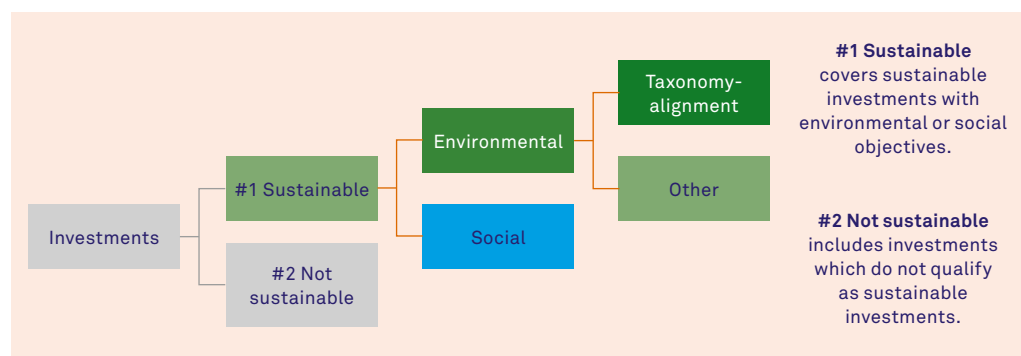 Investments
#1 Sustainable
#2 Not
sustainable
Environmental
Social
Taxonomy-
alignment
Other
#1 Sustainable
covers sustainable
investments with
environmental or social
objectives.
#2 Not sustainable
includes investments
which do not qualify
as sustainable
investments.